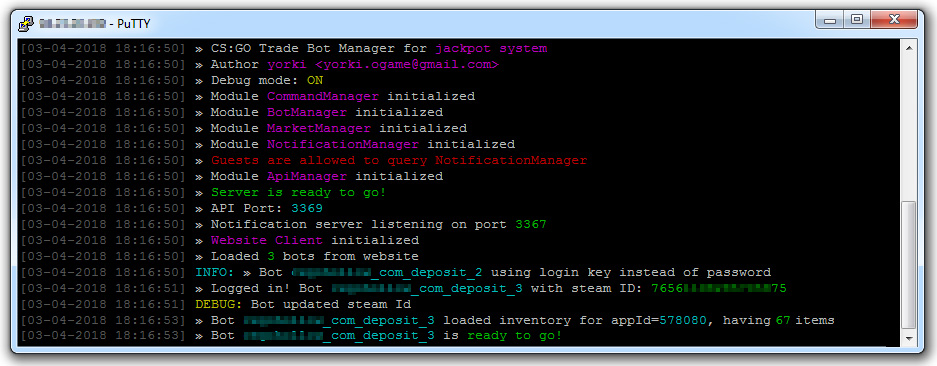 - PuTTY
[03-04-2018 18:16:50] » CS:GO Trade Bot Manager for jackpot system
[03-04-2018 18:16:50] » Author yorki <yorki.ogame@gmail.com>
[03-04-2018 18:16:50] » Debug mode: ON
[03-04-2018 18:16:50] » Module CommandManager initialized
[03-04-2018 18:16:50] » Module BotManager initialized
[03-04-2018 18:16:50] » Module MarketManager initialized
[03-04-2018 18:16:50] » Module NotificationManager initialized
[03-04-2018 18:16:50] » Guests are allowed to query NotificationManager
[03-04-2018 18:16:50] » Module ApiManager initialized
[03-04-2018 18:16:50] » Server is ready to go!
[03-04-2018 18:16:50] » API Port: 3369
[03-04-2018 18:16:50] » Notification server listening on port 3367
[03-04-2018 18:16:50] » Website Client initialized
[03-04-2018 18:16:50] » Loaded 3 bots from website
[03-04-2018 18:16:50] INFO: » Bot _com_deposit_2 using login key instead of password
[03-04-2018 18:16:51] » Logged in! Bot _com_deposit_3 with steam ID: 7656 75
[03-04-2018 18:16:51] DEBUG: Bot updated steam Id
[03-04-2018 18:16:53] » Bot _com_deposit_3 loaded inventory for appId=578080, having 67 items
[03-04-2018 18:16:53] » Bot _com_deposit_3 is ready to go!